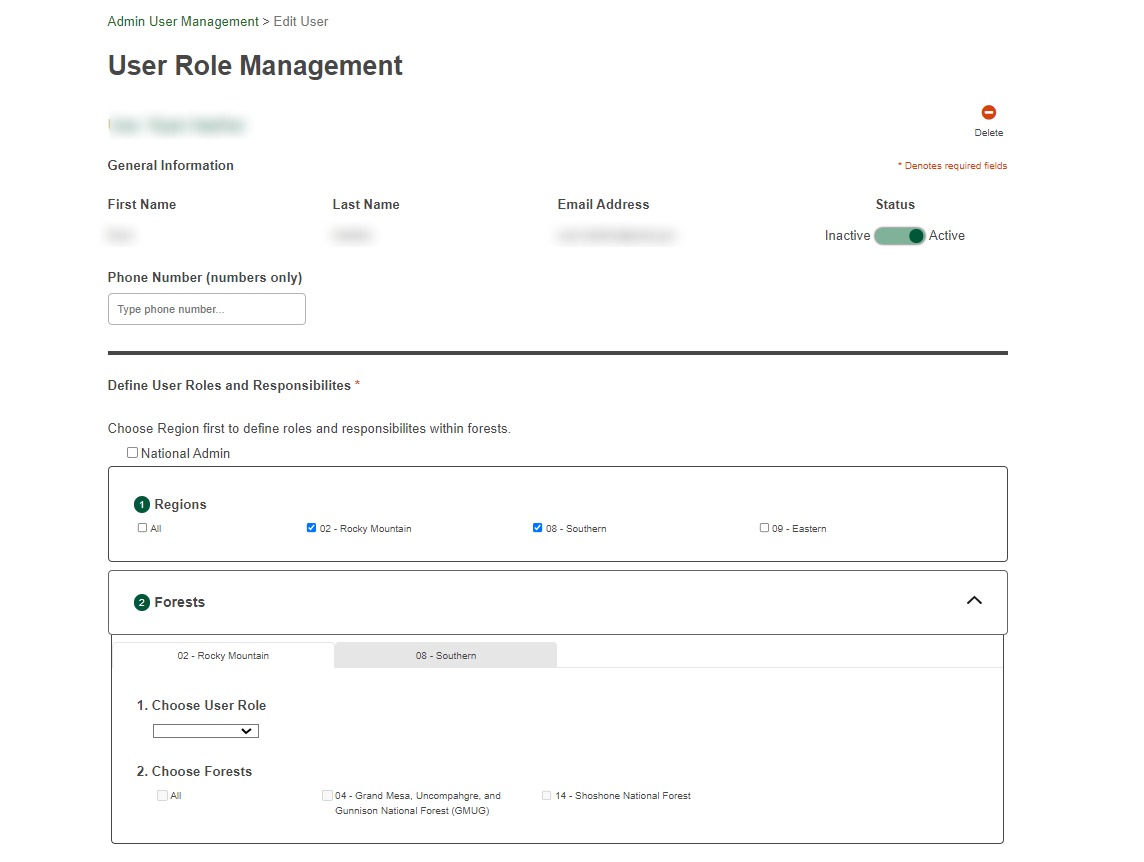 Admin User Management > Edit User
User Role Management
Delete
General Information
* Denotes required fields
First Name Last Name Email Address Status
Inactive Active
Phone Number (numbers only)
Type phone number...
Define User Roles and Responsibilites *
Choose Region first to define roles and responsibilites within forests.
National Admin
1 Regions
All 02 - Rocky Mountain 08 - Southern 09 - Eastern
2 Forests
02 - Rocky Mountain 08 - Southern
1. Choose User Role
2. Choose Forests
All 04 - Grand Mesa, Uncompahgre, and 14 - Shoshone National Forest
Gunnison National Forest (GMUG)